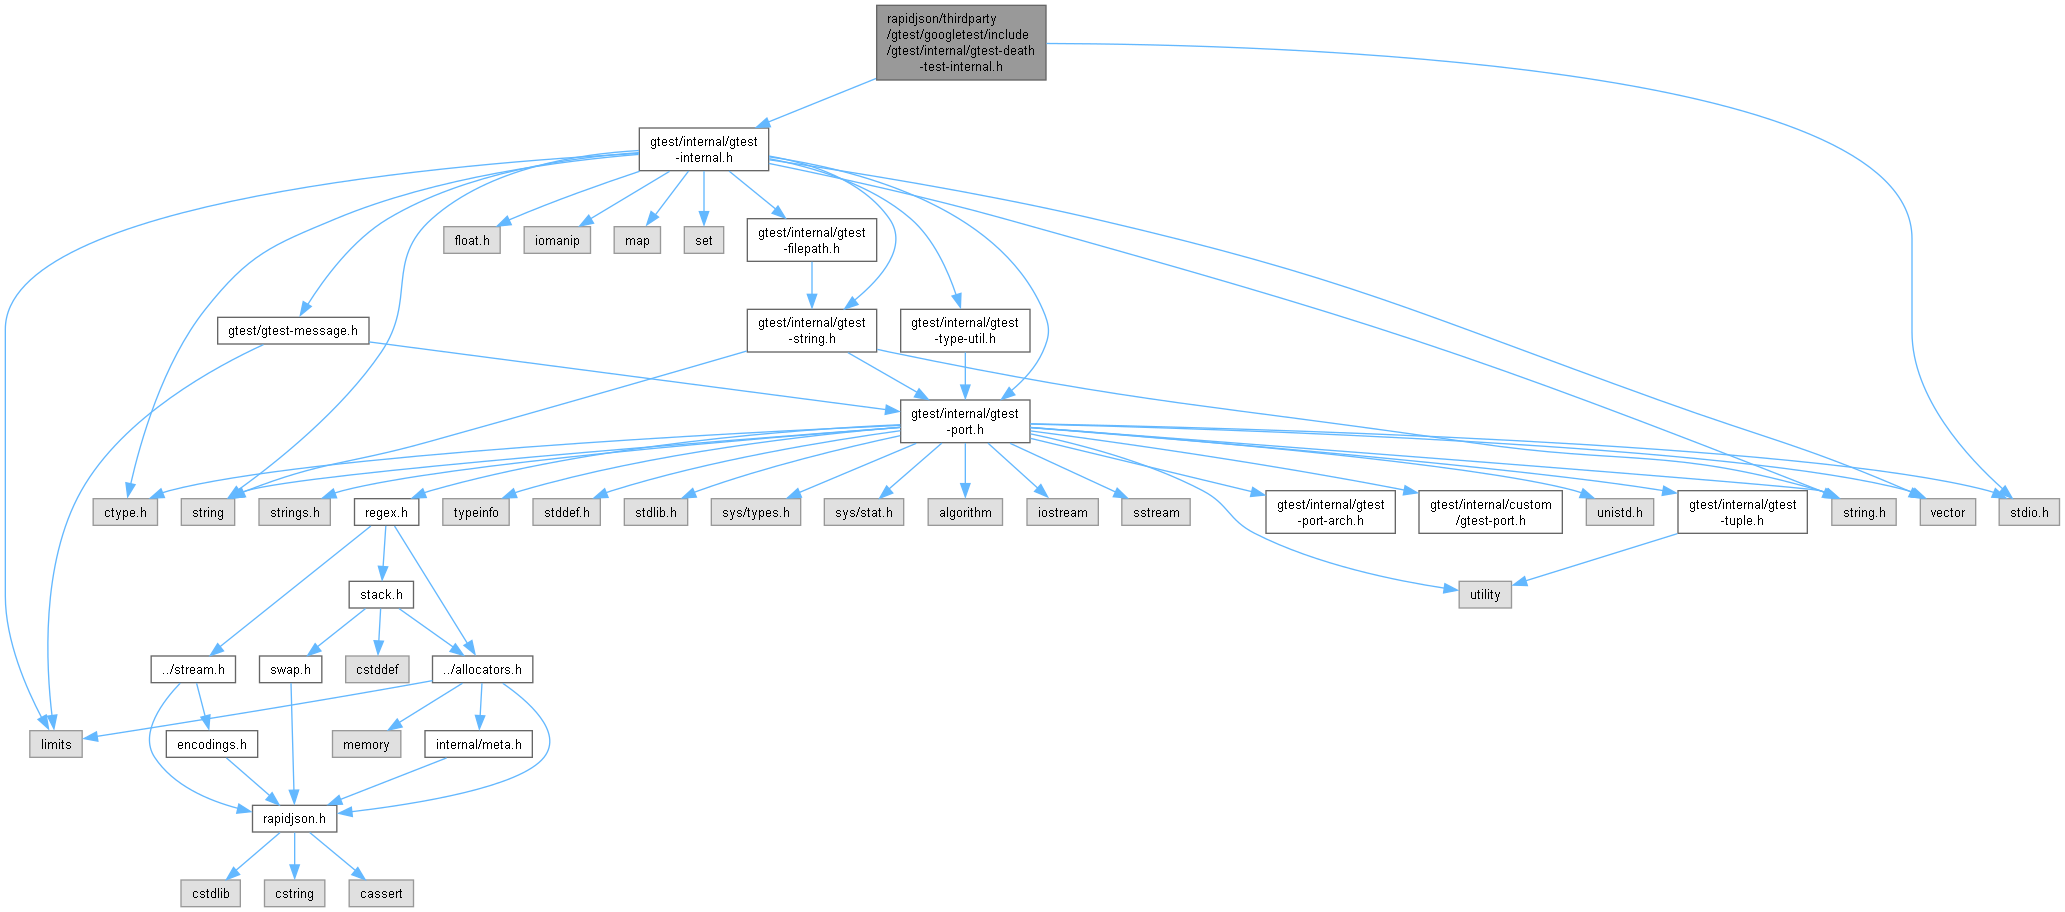 rapidjson/thirdparty
/gtest/googletest/include
/gtest/internal/gtest-death
-test-internal.h
gtest/internal/gtest
-internal.h
float.h
iomanip
map
set
gtest/internal/gtest
-filepath.h
gtest/gtest-message.h
gtest/internal/gtest
-string.h
gtest/internal/gtest
-type-util.h
gtest/internal/gtest
-port.h
ctype.h
string
strings.h
regex.h
typeinfo
stddef.h
stdlib.h
sys/types.h
sys/stat.h
algorithm
iostream
sstream
gtest/internal/gtest
-port-arch.h
gtest/internal/custom
/gtest-port.h
unistd.h
gtest/internal/gtest
-tuple.h
string.h
vector
stdio.h
stack.h
utility
../stream.h
swap.h
cstddef
../allocators.h
limits
encodings.h
memory
internal/meta.h
rapidjson.h
cstdlib
cstring
cassert